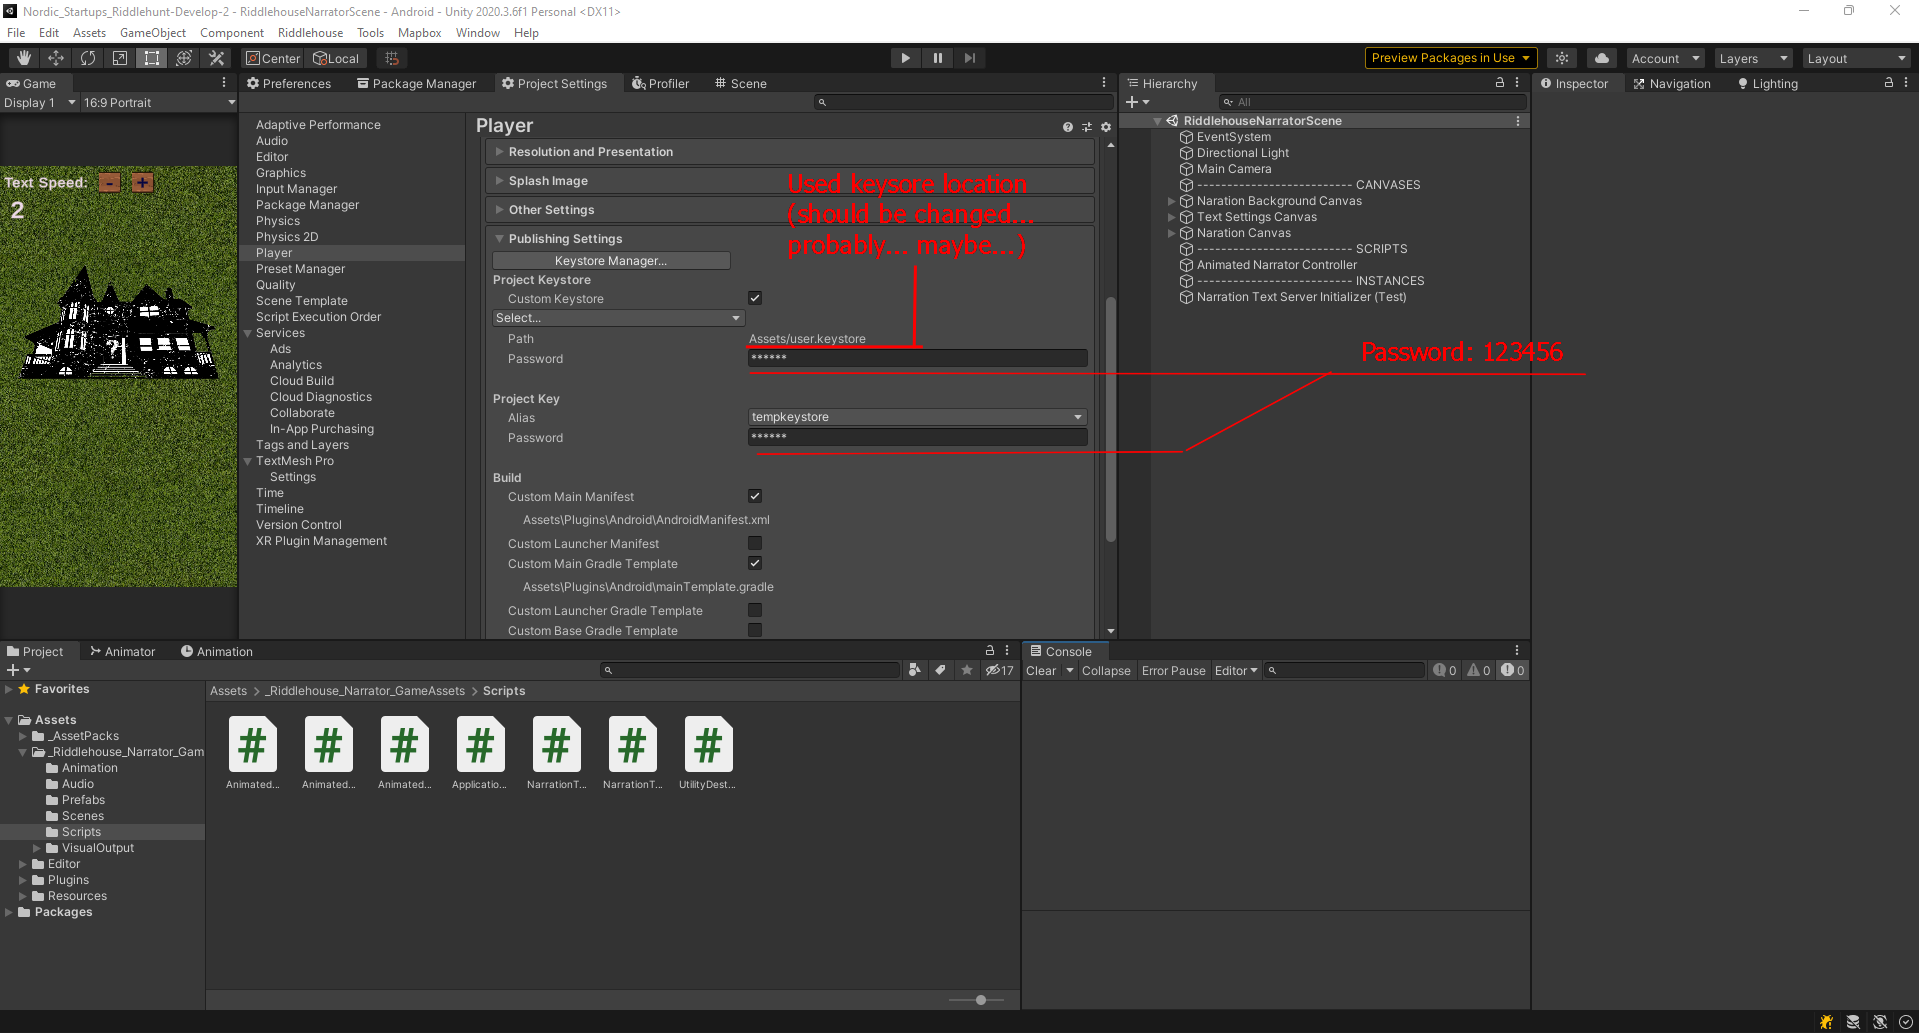 Nordic_Startups_Riddlehunt-Develop-2 - RiddlehouseNarratorScene - Android - Unity 2020.3.6f1 Personal <DX11>
File Edit Assets GameObject Component Riddlehouse Tools Mapbox Window Help
Center Local Preview Packages in Use Account Layers Layout
Game
Display 1 16:9 Portrait
Text Speed: - +
2
Preferences Package Manager Project Settings Profiler Scene
Adaptive Performance
Audio
Editor
Graphics
Input Manager
Package Manager
Physics
Physics 2D
Player
Preset Manager
Quality
Scene Template
Script Execution Order
Services
Ads
Analytics
Cloud Build
Cloud Diagnostics
Collaborate
In-App Purchasing
Tags and Layers
TextMesh Pro
Settings
Time
Timeline
Version Control
XR Plugin Management
Player
Resolution and Presentation
Splash Image
Other Settings
Publishing Settings
Keystore Manager...
Project Keystore
Custom Keystore
Select...
Path Assets/user.keystore
Password ******
Project Key
Alias tempkeystore
Password ******
Build
Custom Main Manifest
Assets\Plugins\Android\AndroidManifest.xml
Custom Launcher Manifest
Custom Main Gradle Template
Assets\Plugins\Android\mainTemplate.gradle
Custom Launcher Gradle Template
Custom Base Gradle Template
Used keysore location
(should be changed...
probably... maybe...)
Password: 123456
Hierarchy
All
RiddlehouseNarratorScene
EventSystem
Directional Light
Main Camera
-------------------------- CANVASES
Naration Background Canvas
Text Settings Canvas
Naration Canvas
-------------------------- SCRIPTS
Animated Narrator Controller
-------------------------- INSTANCES
Narration Text Server Initializer (Test)
Inspector Navigation Lighting
Project Animator Animation
17
Favorites
Assets
_AssetPacks
_Riddlehouse_Narrator_Gam
Animation
Audio
Prefabs
Scenes
Scripts
VisualOutput
Editor
Plugins
Resources
Packages
Assets > _Riddlehouse_Narrator_GameAssets > Scripts
# # # # # # #
Animated... Animated... Animated... Applicatio... NarrationT... NarrationT... UtilityDest...
Console
Clear Collapse Error Pause Editor 0 0 0